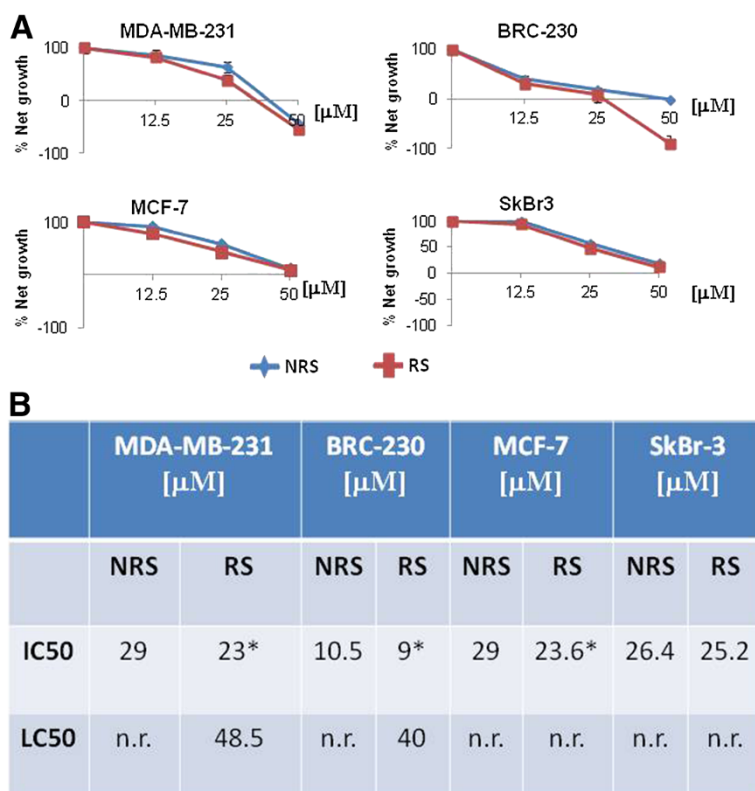 A
MDA-MB-231
% Net growth
100
0
-100
12.5
25
50
[µM]
BRC-230
% Net growth
100
0
-100
12.5
25
50
[µM]
MCF-7
% Net growth
100
-100
12.5
25
50
[µM]
SkBr3
% Net growth
100
50
0
-50
-100
12.5
25
50
[µM]
NRS RS
B
MDA-MB-231 BRC-230 MCF-7 SkBr-3
[µM] [µM] [µM] [µM]
NRS RS NRS RS NRS RS NRS RS
IC50 29 23* 10.5 9* 29 23.6* 26.4 25.2
LC50 n.r. 48.5 n.r. 40 n.r. n.r. n.r. n.r.